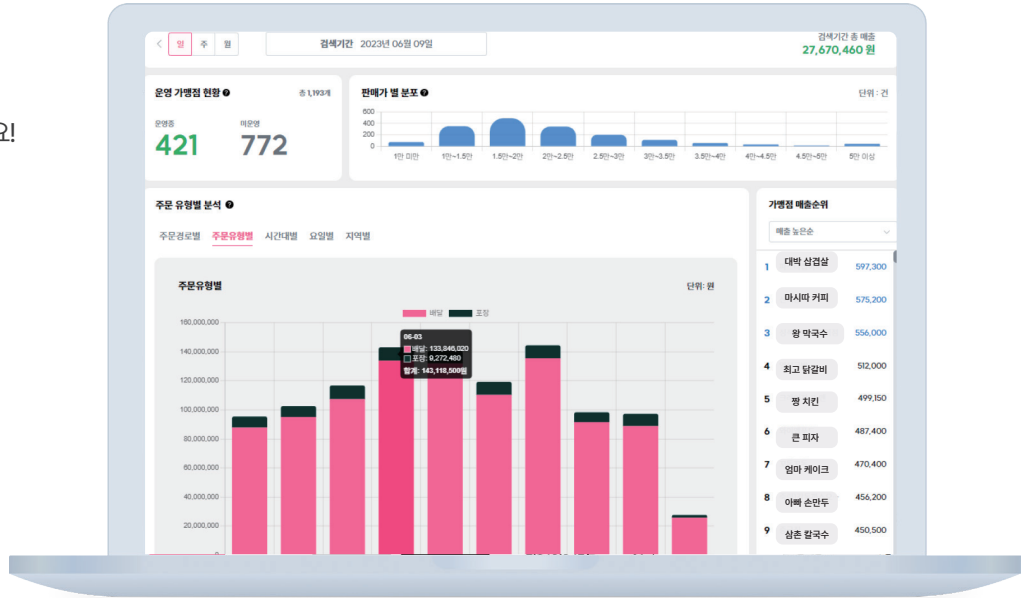 요!
일 주 월
검색기간 2023년 06월 09일
검색기간 총 매출
27,670,460 원
운영 가맹점 현황
총 1,193개
운영중
미운영
421
772
판매가 별 분포
단위 : 건
600
400
200
0
1만 미만 1만~1.5만 1.5만~2만 2만~2.5만 2.5만~3만 3만~3.5만 3.5만~4만 4만~4.5만 4.5만~5만 5만 이상
주문 유형별 분석
주문경로별 주문유형별 시간대별 요일별 지역별
주문유형별
단위: 원
배달 포장
160,000,000
140,000,000
120,000,000
100,000,000
80,000,000
60,000,000
40,000,000
20,000,000
06-03
배달: 133,846,020
포장: 9,272,480
합계: 143,118,500원
가맹점 매출순위
매출 높은순
1 대박 삼겹살 597,300
2 마시따 커피 575,200
3 왕 막국수 556,000
4 최고 닭갈비 512,000
5 짱 치킨 499,150
6 큰 피자 487,400
7 엄마 케이크 470,400
8 아빠 손만두 456,200
9 삼촌 칼국수 450,500